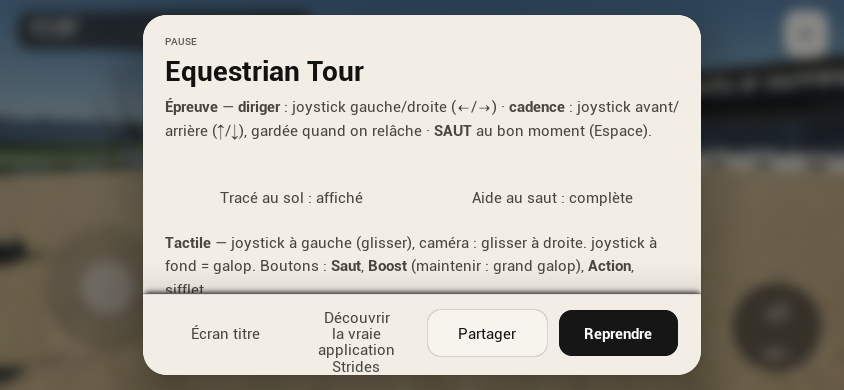 PAUSE
Equestrian Tour
Épreuve — diriger : joystick gauche/droite (←/→) · cadence : joystick avant/
arrière (↑/↓), gardée quand on relâche · SAUT au bon moment (Espace).
Tracé au sol : affiché
Aide au saut : complète
Tactile — joystick à gauche (glisser), caméra : glisser à droite. joystick à
fond = galop. Boutons : Saut, Boost (maintenir : grand galop), Action,
sifflet
Écran titre
Découvrir
la vraie
application
Strides
Partager
Reprendre